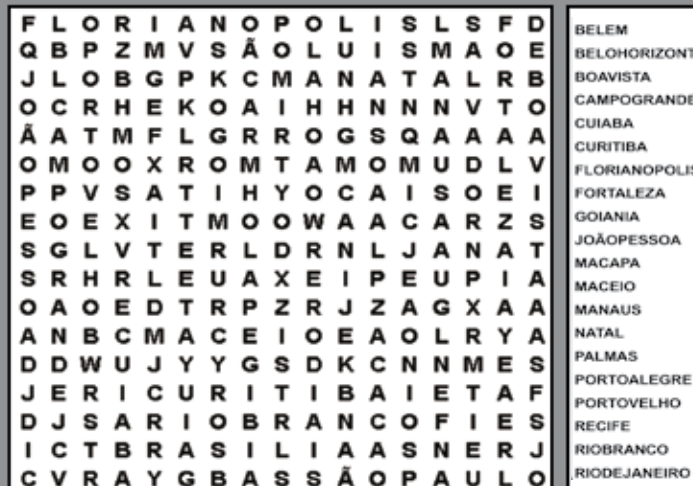 F L O R I A N O P O L I S L S F D
Q B P Z M V S Ã O L U I S M A O E
J L O B G P K C M A N A T A L R B
O C R H E K O A I H H N N N V T O
Ã A T M F L G R R O G S Q A A A A
O M O O X R O M T A M O M U D L V
P P V S A T I H Y O C A I S O E I
E O E X I T M O O W A A C A R Z S
S G L V T E R L D R N L J A N A T
S R H R L E U A X E I P E U P I A
O A O E D T R P Z R J Z A G X A A
A N B C M A C E I O E A O L R Y A
D D W U J Y Y G S D K C N N M E S
J E R I C U R I T I B A I E T A F
D J S A R I O B R A N C O F I E S
I C T B R A S I L I A A S N E R J
C V R A Y G B A S S Ã O P A U L O
BELEM
BELOHORIZONT
BOAVISTA
CAMPOGRANDE
CUIABA
CURITIBA
FLORIANOPOLIS
FORTALEZA
GOIANIA
JOÃOPESSOA
MACAPA
MACEIO
MANAUS
NATAL
PALMAS
PORTOALEGRE
PORTOVELHO
RECIFE
RIOBRANCO
.RIODEJANEIRO